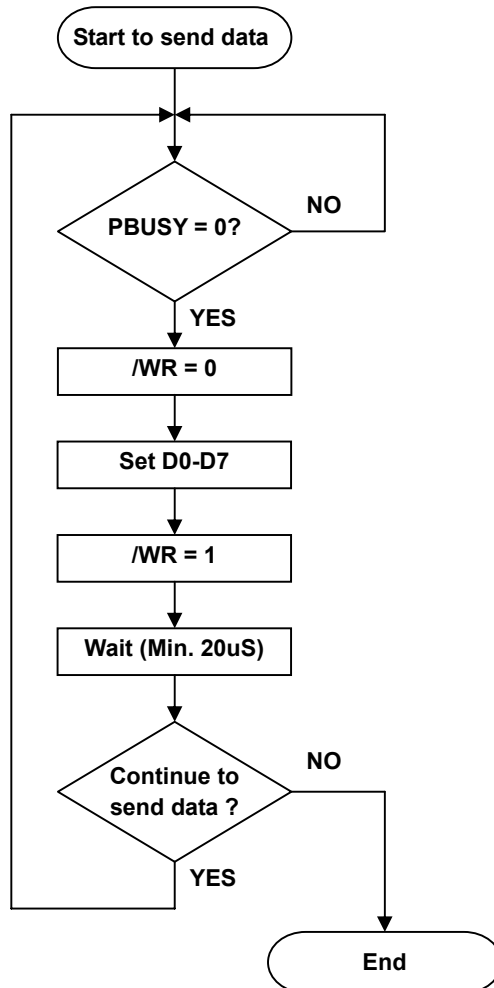 Start to send data
PBUSY = 0?
NO
YES
/WR = 0
Set D0-D7
/WR = 1
Wait (Min. 20uS)
Continue to
send data ?
NO
YES
End